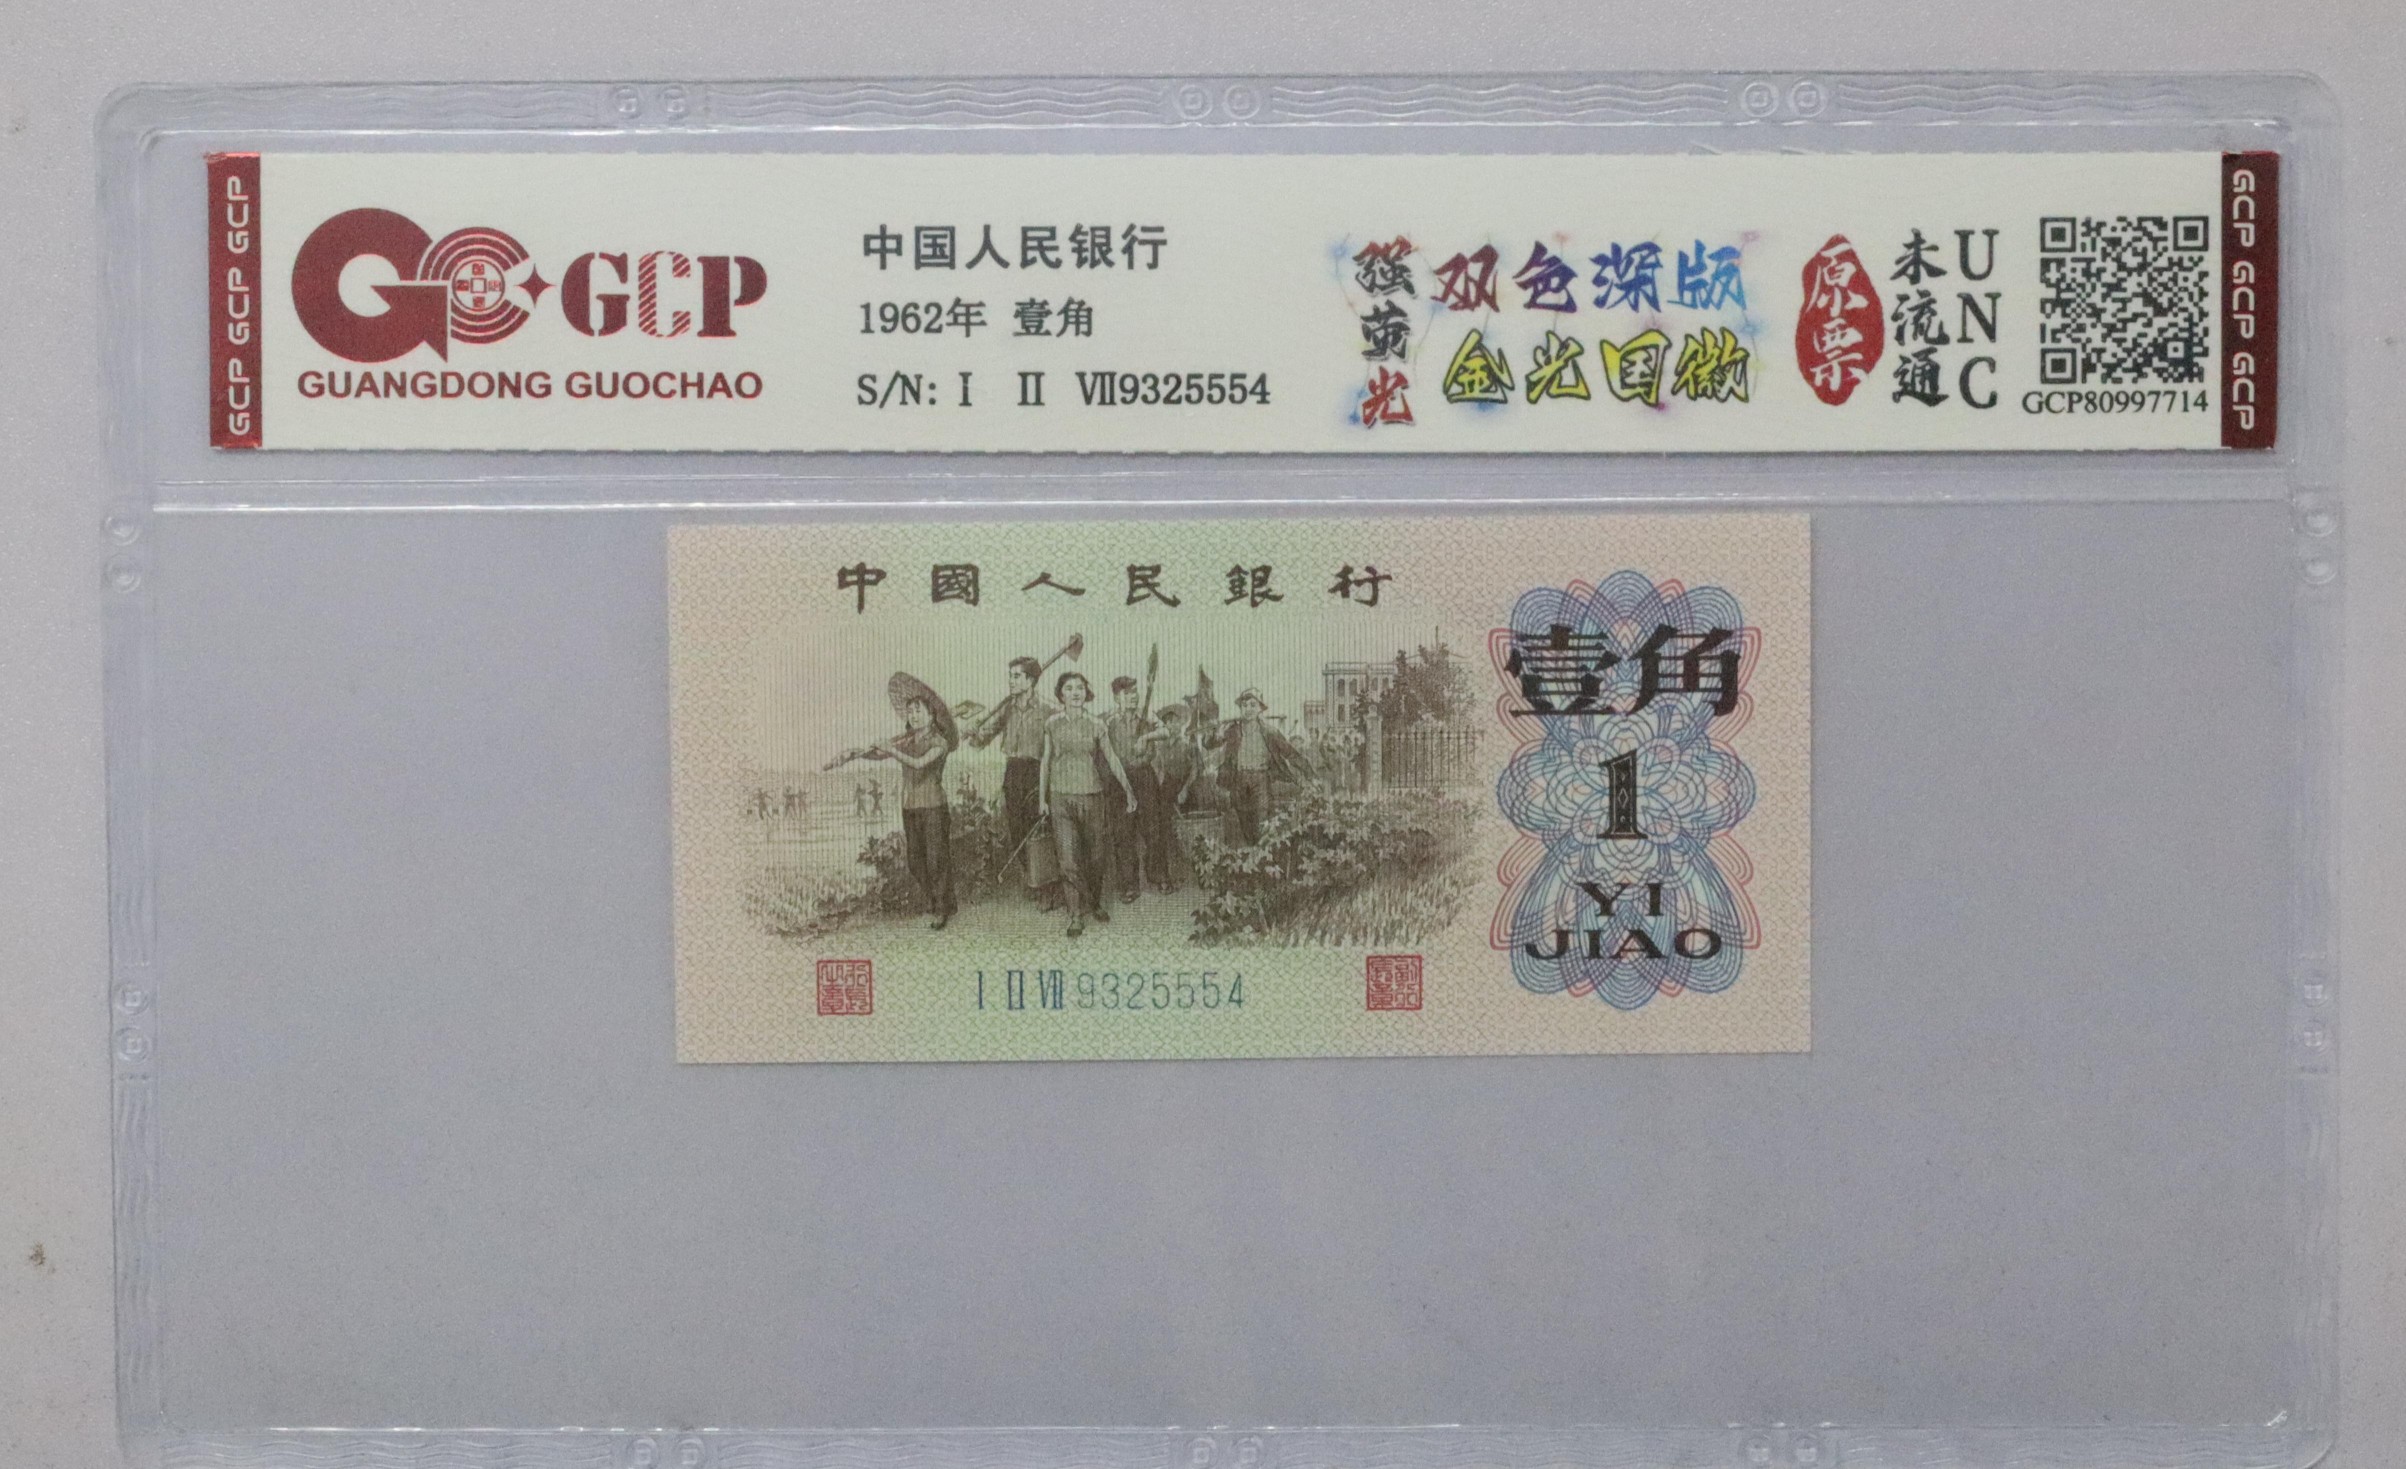 GCP GCP GCP
GCP
GUANGDONG GUOCHAO
中国人民银行
1962年 壹角
S/N: I II VII9325554
强荧光
双色深版
金光国徽
原票
未流通
UNC
GCP80997714
GCP GCP GCP
中國人民銀行
壹角
1
YI
JIAO
I II VII 9325554